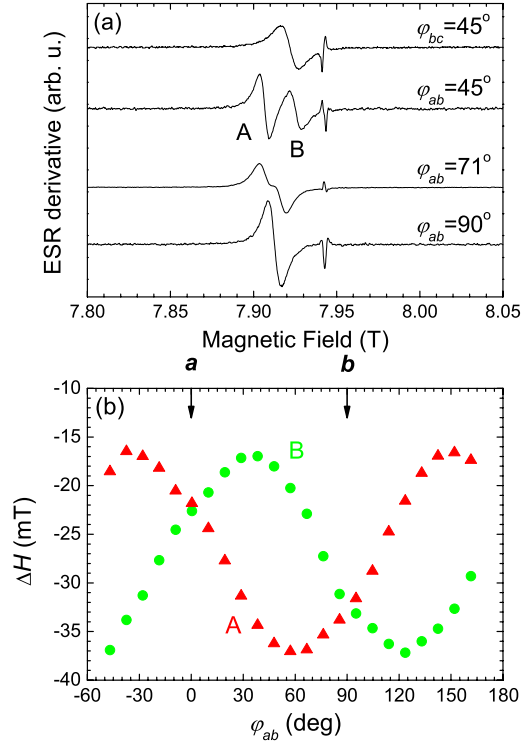 (a)
φbc=45°
φab=45°
A
B
φab=71°
φab=90°
ESR derivative (arb. u.)
7.80 7.85 7.90 7.95 8.00 8.05
Magnetic Field (T)
a b
(b)
-10
-15
-20
-25
-30
-35
-40
B
A
ΔH (mT)
-60 -30 0 30 60 90 120 150 180
φab (deg)